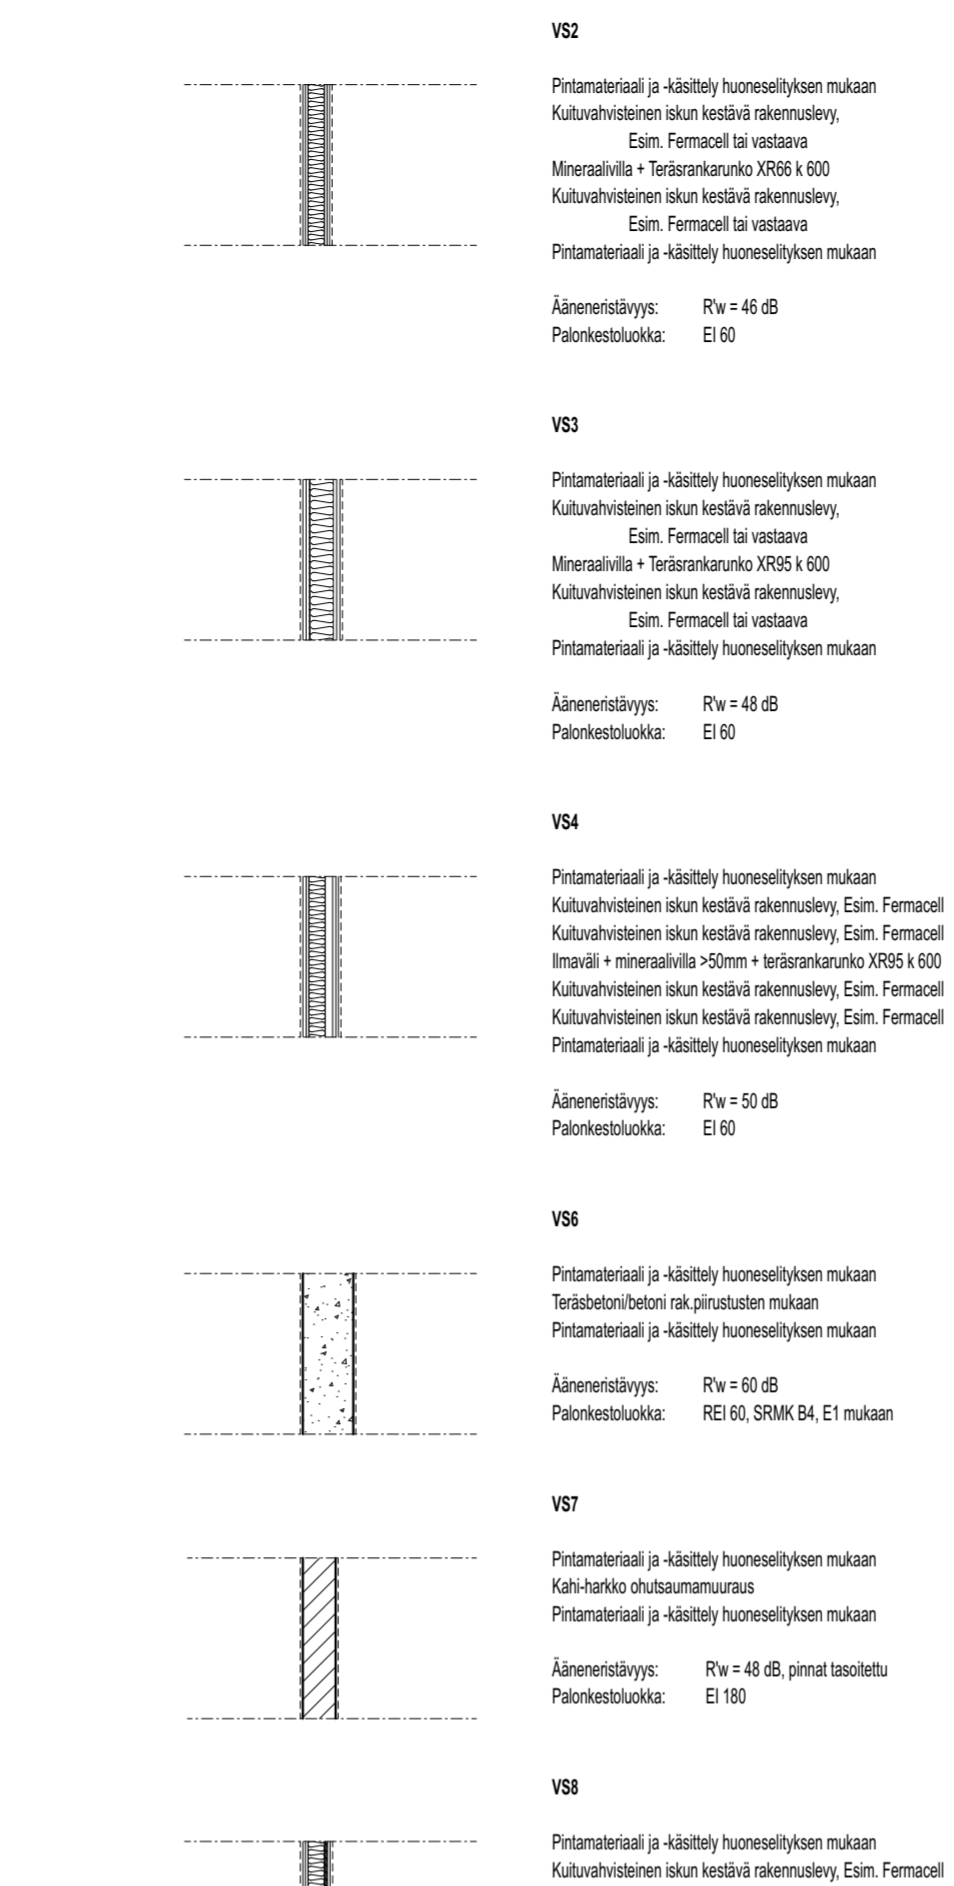 VS2
Pintamateriaali ja -käsittely huoneselityksen mukaan
Kuituvahvisteinen iskun kestävä rakennuslevy,
Esim. Fermacell tai vastaava
Mineraalivilla + Teräsrankarunko XR66 k 600
Kuituvahvisteinen iskun kestävä rakennuslevy,
Esim. Fermacell tai vastaava
Pintamateriaali ja -käsittely huoneselityksen mukaan
Ääneneristävyys: R'w = 46 dB
Palonkestoluokka: EI 60
VS3
Pintamateriaali ja -käsittely huoneselityksen mukaan
Kuituvahvisteinen iskun kestävä rakennuslevy,
Esim. Fermacell tai vastaava
Mineraalivilla + Teräsrankarunko XR95 k 600
Kuituvahvisteinen iskun kestävä rakennuslevy,
Esim. Fermacell tai vastaava
Pintamateriaali ja -käsittely huoneselityksen mukaan
Ääneneristävyys: R'w = 48 dB
Palonkestoluokka: EI 60
VS4
Pintamateriaali ja -käsittely huoneselityksen mukaan
Kuituvahvisteinen iskun kestävä rakennuslevy, Esim. Fermacell
Kuituvahvisteinen iskun kestävä rakennuslevy, Esim. Fermacell
Ilmaväli + mineraalivilla >50mm + teräsrankarunko XR95 k 600
Kuituvahvisteinen iskun kestävä rakennuslevy, Esim. Fermacell
Kuituvahvisteinen iskun kestävä rakennuslevy, Esim. Fermacell
Pintamateriaali ja -käsittely huoneselityksen mukaan
Ääneneristävyys: R'w = 50 dB
Palonkestoluokka: EI 60
VS6
Pintamateriaali ja -käsittely huoneselityksen mukaan
Teräsbetoni/betoni rak.piirustusten mukaan
Pintamateriaali ja -käsittely huoneselityksen mukaan
Ääneneristävyys: R'w = 60 dB
Palonkestoluokka: REI 60, SRMK B4, E1 mukaan
VS7
Pintamateriaali ja -käsittely huoneselityksen mukaan
Kahi-harkko ohutsaumamuuraus
Pintamateriaali ja -käsittely huoneselityksen mukaan
Ääneneristävyys: R'w = 48 dB, pinnat tasoitettu
Palonkestoluokka: EI 180
VS8
Pintamateriaali ja -käsittely huoneselityksen mukaan
Kuituvahvisteinen iskun kestävä rakennuslevy, Esim. Fermacell